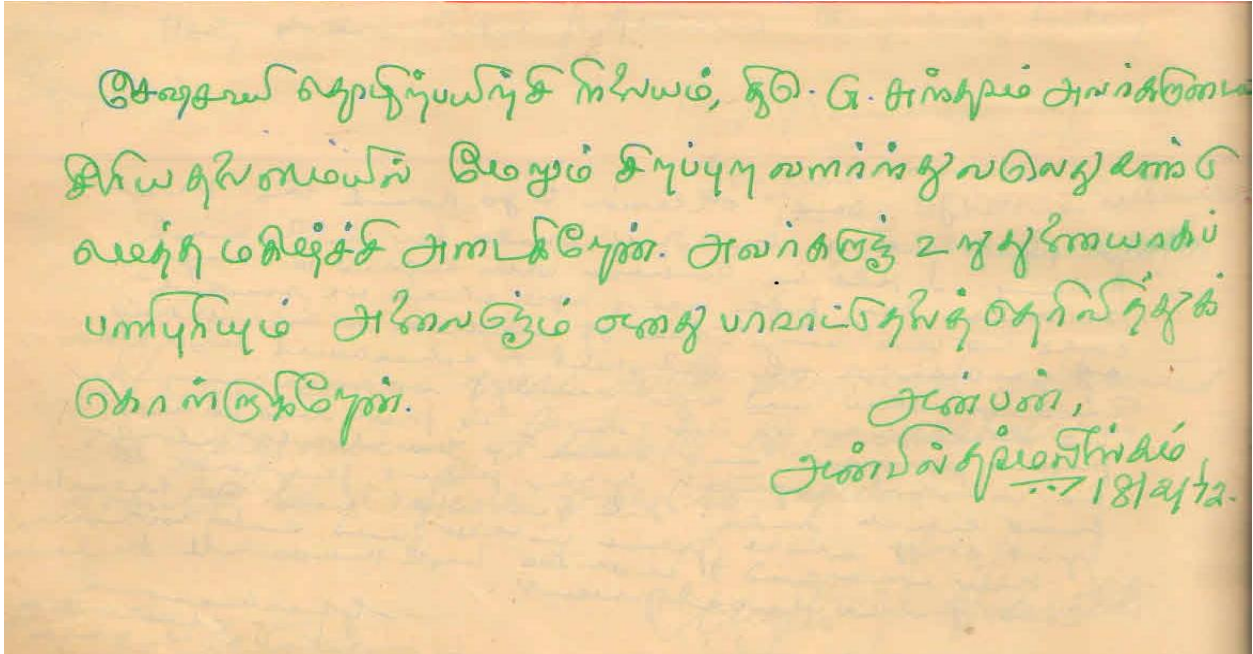 சேஷசாயி தொழிற்பயிற்சி நிலையம், திரு. G. சுந்தரம் அவர்களுடைய
சீரிய தலைமையில் மேலும் சிறப்புற வளர்ந்து வருவது கண்டு
மெத்த மகிழ்ச்சி அடைகிறேன். அவர்களுக்கு உறுதுணையாகப்
பணிபுரியும் அனைவருக்கும் எனது பாராட்டுதலைத் தெரிவித்துக்
கொள்ளுகிறேன்.
அன்பன்,
அன்பில் தர்மலிங்கம்
18/4/72.